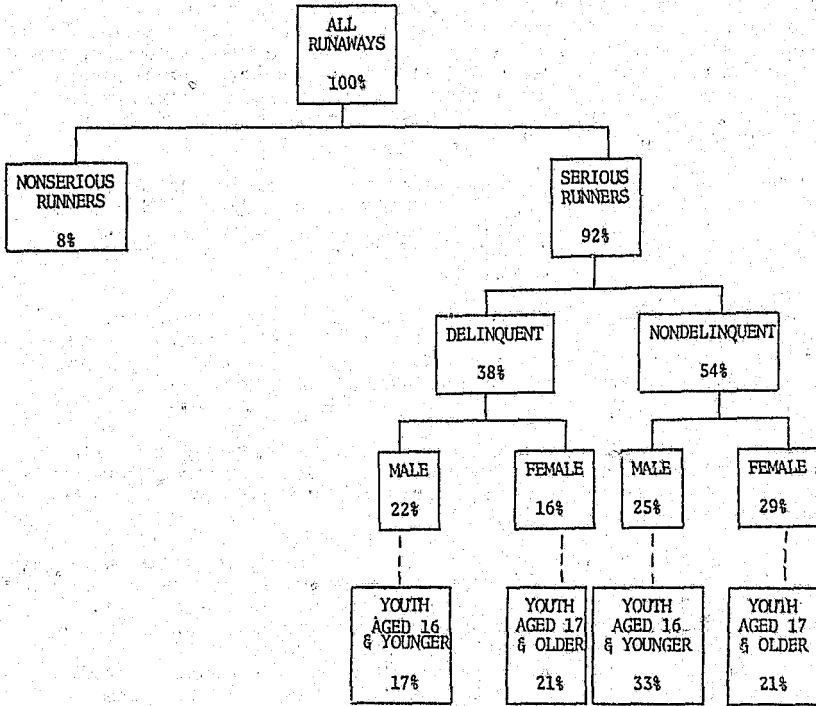 ALL
RUNAWAYS
100%
NONSERIOUS
RUNNERS
8%
SERIOUS
RUNNERS
92%
DELINQUENT
38%
NONDELINQUENT
54%
MALE
22%
FEMALE
16%
MALE
25%
FEMALE
29%
YOUTH
AGED 16
& YOUNGER
17%
YOUTH
AGED 17
& OLDER
21%
YOUTH
AGED 16
& YOUNGER
33%
YOUTH
AGED 17
& OLDER
21%